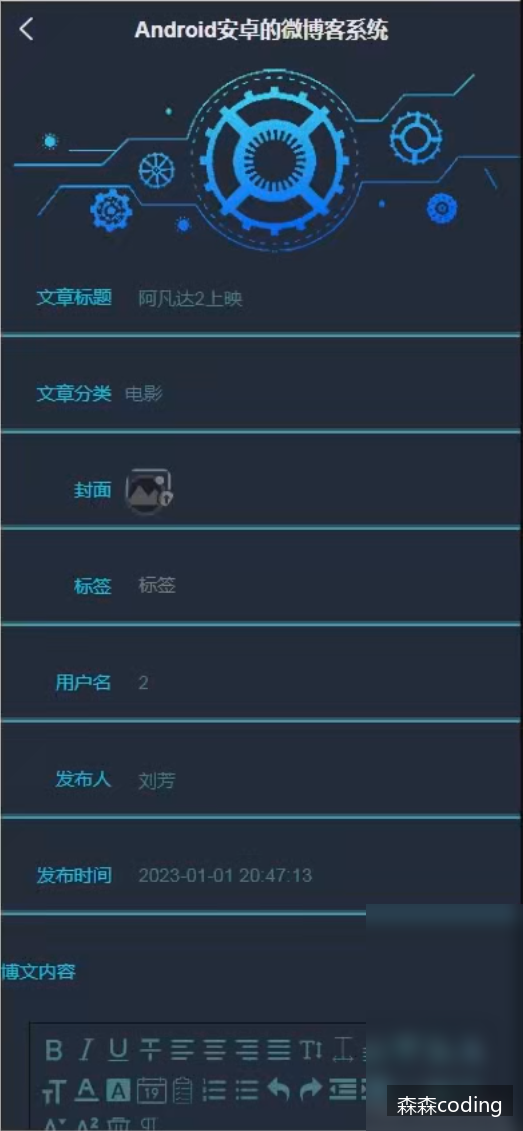 Android安卓的微博客系统
文章标题 阿凡达2上映
文章分类 电影
封面
标签 标签
用户名 2
发布人 刘芳
发布时间 2023-01-01 20:47:13
博文内容
森森coding